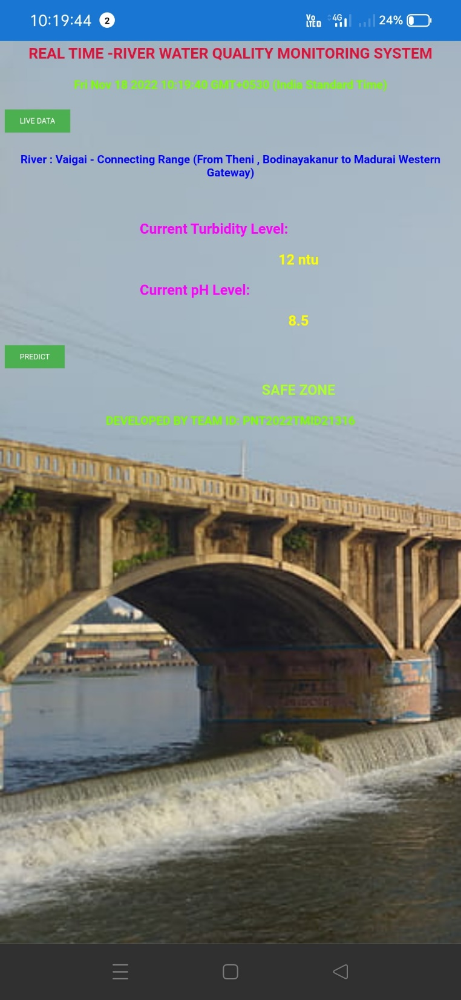 10:19:44 2 Vo LTE D 4G 24%
REAL TIME -RIVER WATER QUALITY MONITORING SYSTEM
Fri Nov 18 2022 10:19:40 GMT+0530 (India Standard Time)
LIVE DATA
River : Vaigai - Connecting Range (From Theni , Bodinayakanur to Madurai Western
Gateway)
Current Turbidity Level:
12 ntu
Current pH Level:
8.5
PREDICT
SAFE ZONE
DEVELOPED BY TEAM ID: PNT2022TMID21316